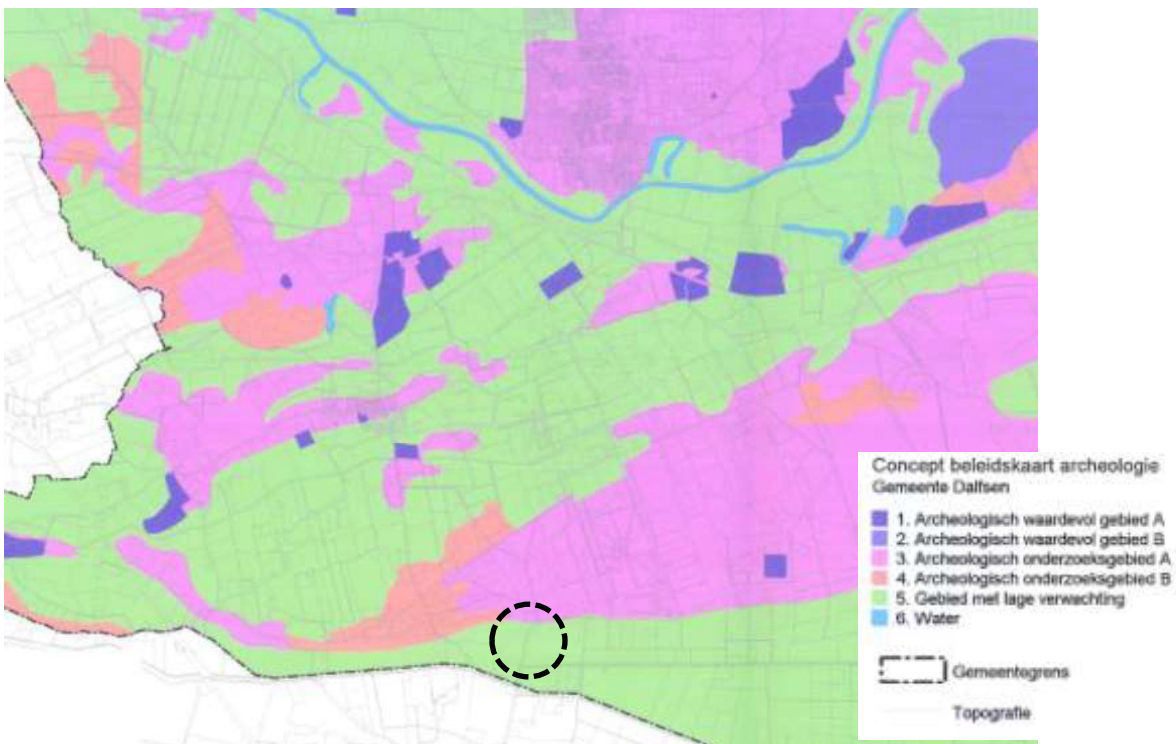 Concept beleidskaart archeologie
Gemeente Dalfsen
1. Archeologisch waardevol gebied A
2. Archeologisch waardevol gebied B
3. Archeologisch onderzoeksgebied A
4. Archeologisch onderzoeksgebied B
5. Gebied met lage verwachting
6. Water
Gemeentegrens
Topografie